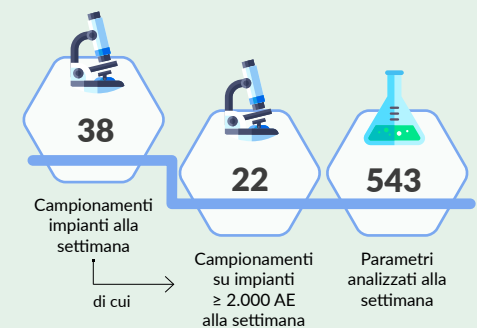 38
Campionamenti
impianti alla
settimana
di cui
22
Campionamenti
su impianti
≥ 2.000 AE
alla settimana
543
Parametri
analizzati alla
settimana